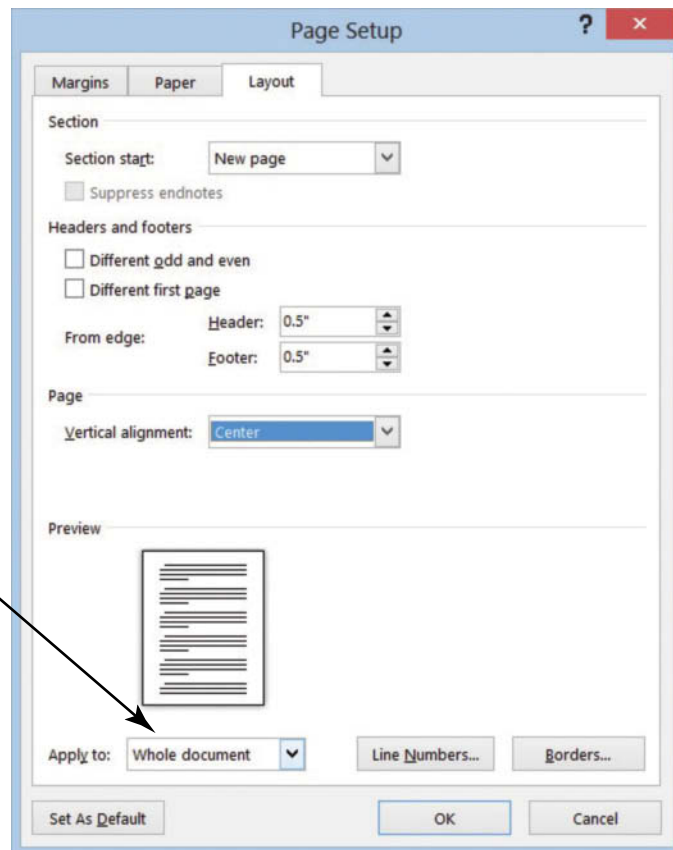 Page Setup ? ×
Margins Paper Layout
Section
Section start: New page
Suppress endnotes
Headers and footers
Different odd and even
Different first page
Header: 0.5"
From edge:
Footer: 0.5"
Page
Vertical alignment: Center
Preview
Apply to: Whole document Line Numbers... Borders...
Set As Default OK Cancel